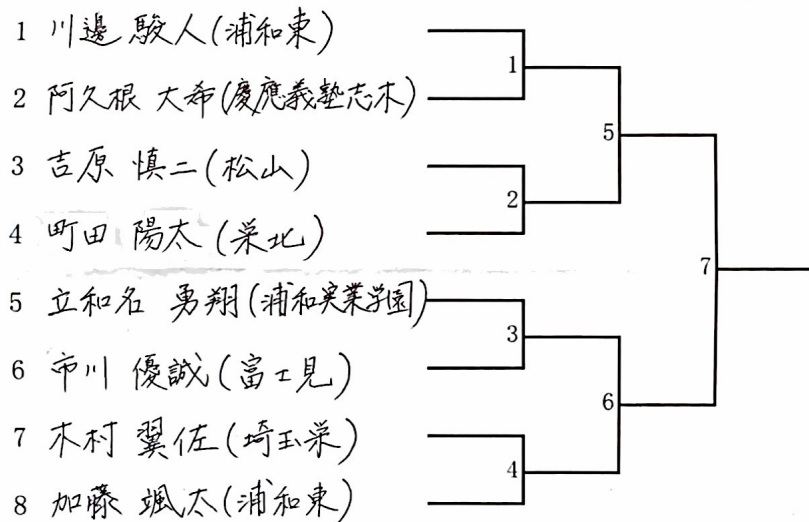 1 川邊 駿人(浦和東)
2 阿久根 大希(慶應義塾志木)
3 吉原 慎二(松山)
4 町田 陽太(栄北)
5 立和名 勇翔(浦和実業学園)
6 市川 優誠(富士見)
7 木村 翼佐(埼玉栄)
8 加藤 颯太(浦和東)
1
2
3
4
5
6
7